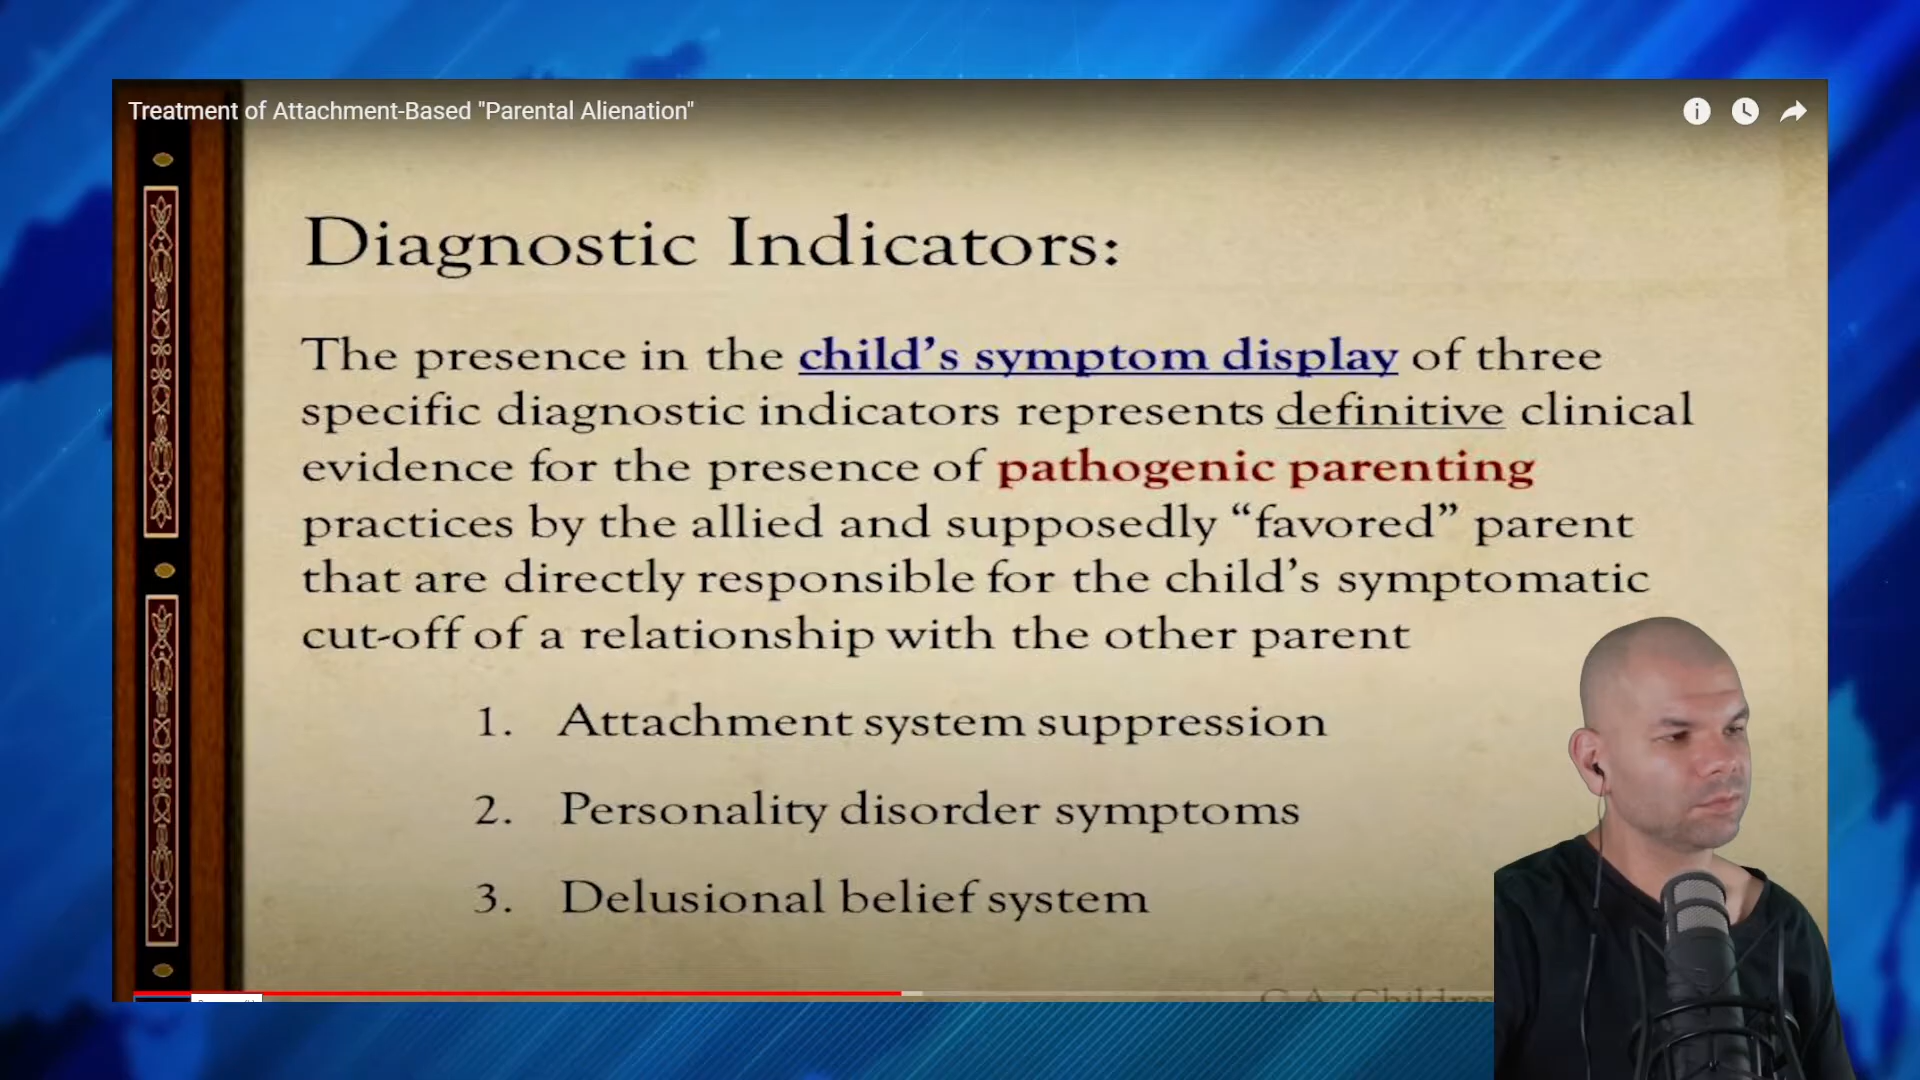 Treatment of Attachment-Based "Parental Alienation"
Diagnostic Indicators:
The presence in the child's symptom display of three
specific diagnostic indicators represents definitive clinical
evidence for the presence of pathogenic parenting
practices by the allied and supposedly “favored” parent
that are directly responsible for the child's symptomatic
cut-off of a relationship with the other parent
1. Attachment system suppression
2. Personality disorder symptoms
3. Delusional belief system